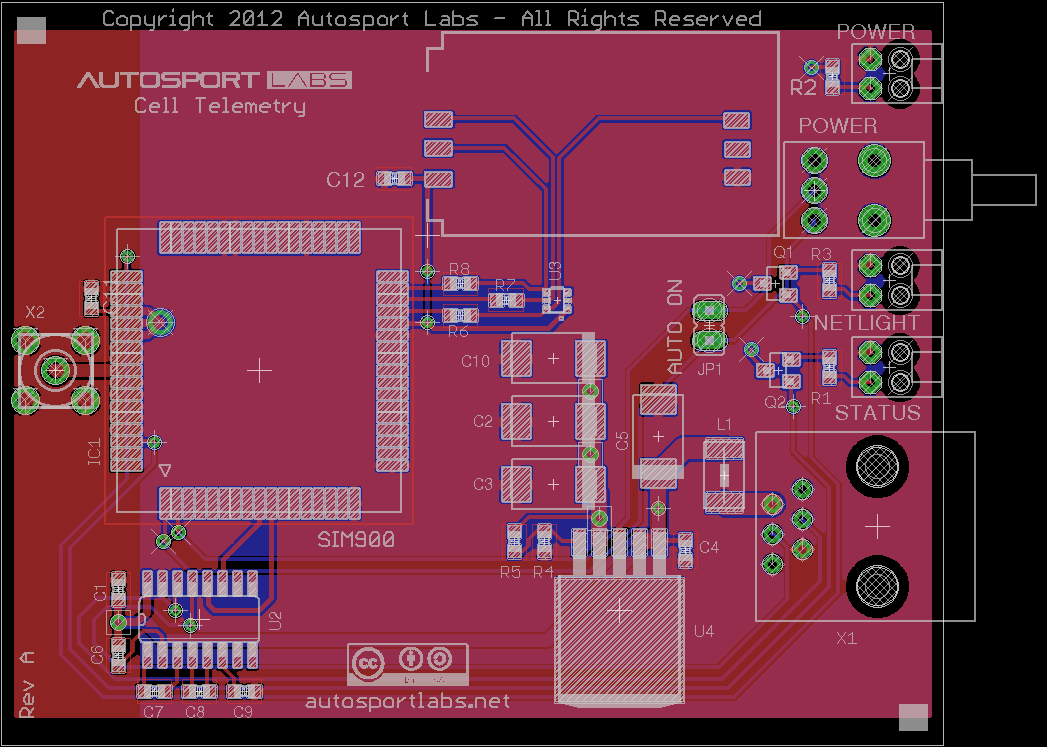 Copyright 2012 Autosport Labs - All Rights Reserved
POWER
AUTOSPORT LABS
R2
Cell Telemetry
POWER
C12
Q1
R3
R8
U3
R7
AUTO ON
X2
R6
NETLIGHT
C10
JP1
Q2
R1
STATUS
C2
L1
C5
IC1
C3
SIM900
R5
R4
C4
C1
U2
U4
X1
C6
cc
Rev A
autosportlabs.net
C7
C8
C9